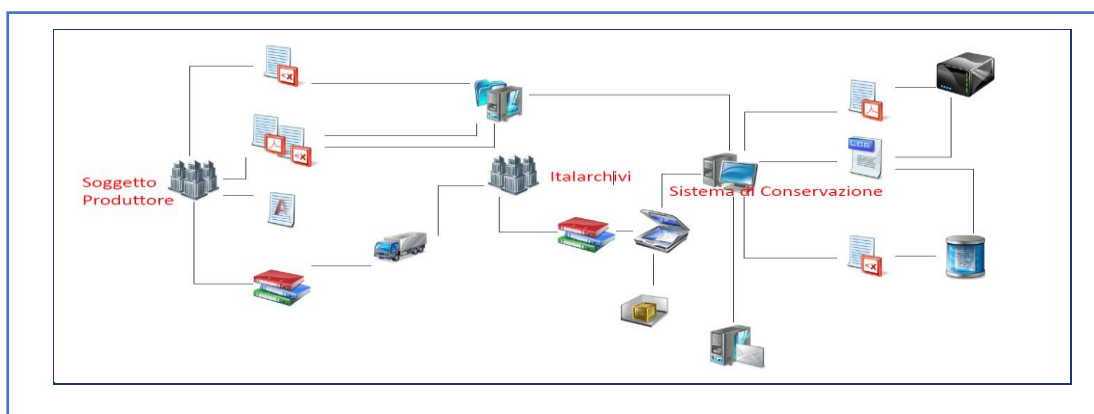 Soggetto
Produttore
Italarchivi
Sistema di Conservazione